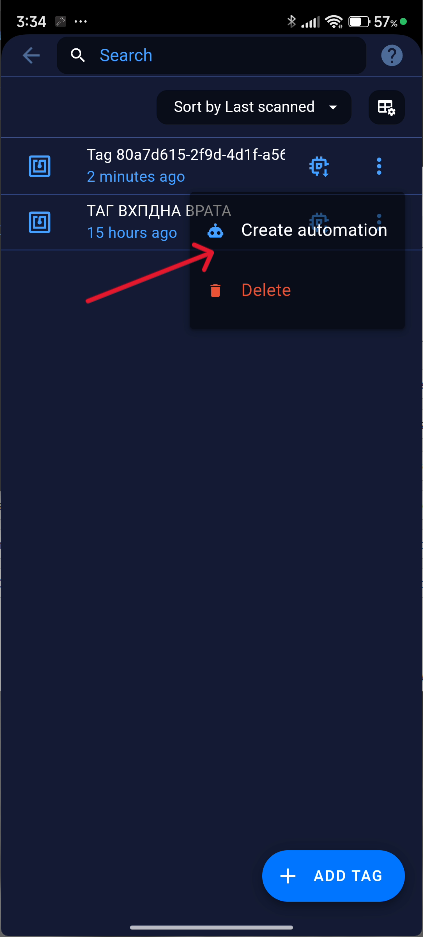 3:34
57%
Search
Sort by Last scanned
Tag 80a7d615-2f9d-4d1f-a56
2 minutes ago
ТАГ ВХПДНА ВРАТА
15 hours ago
Create automation
Delete
ADD TAG